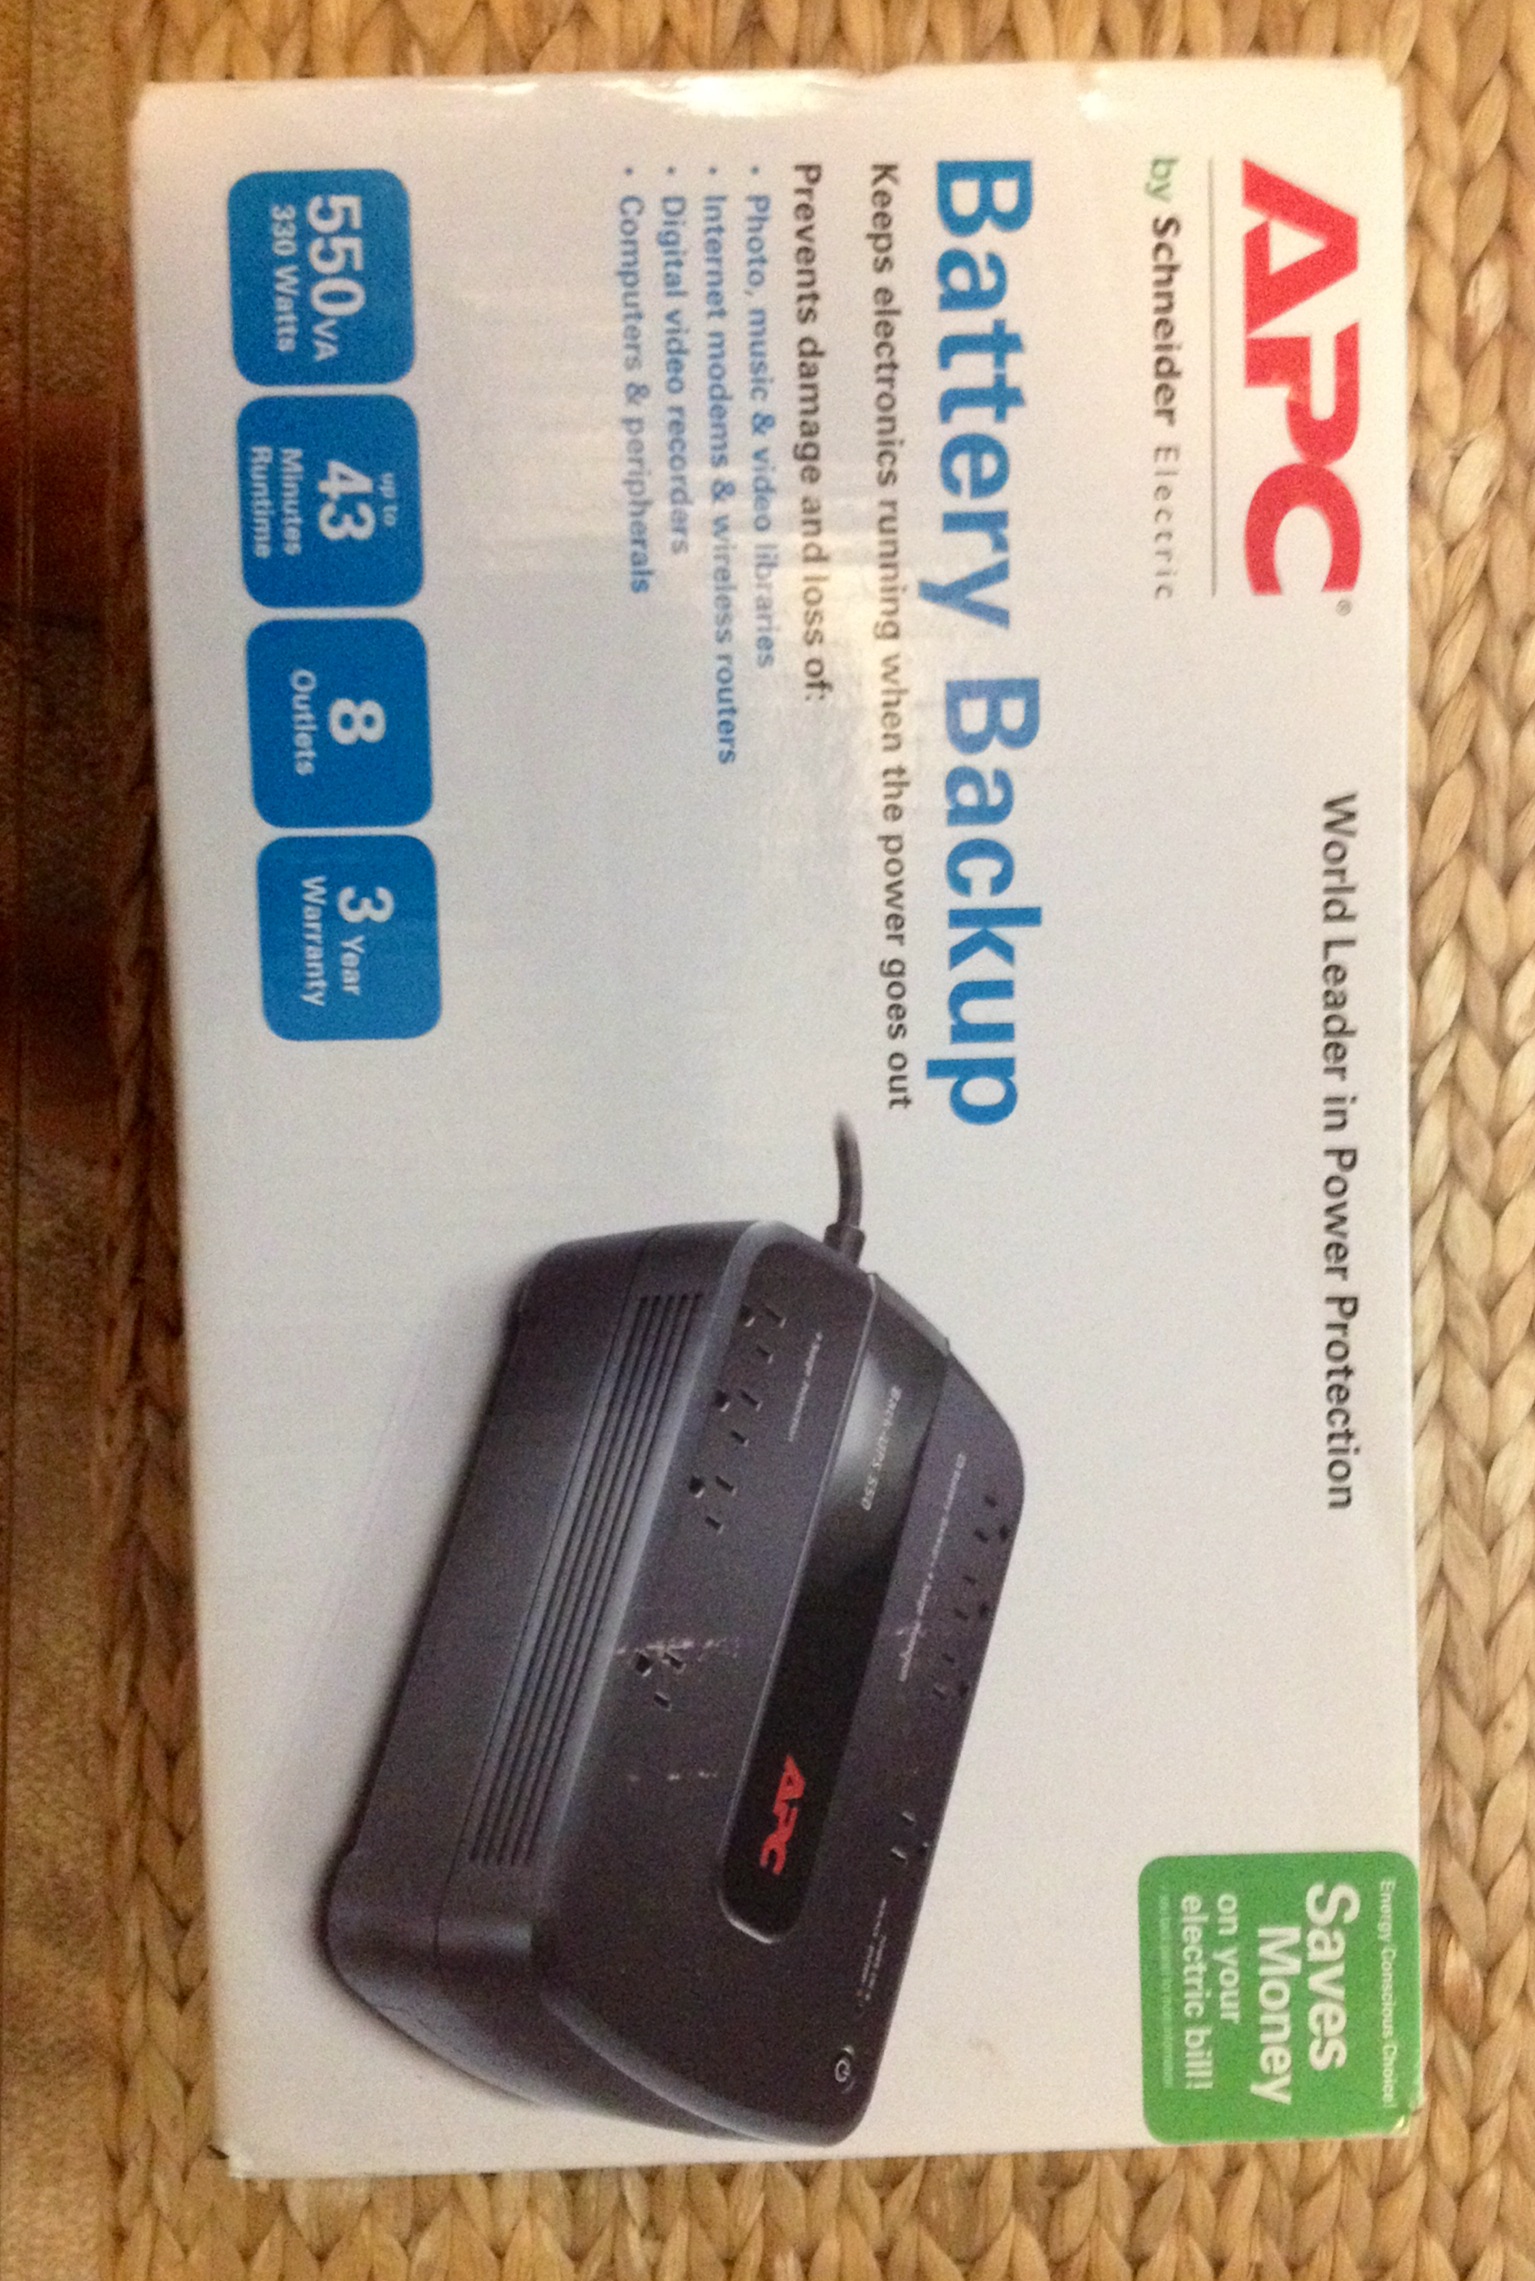 APC®
by Schneider Electric
World Leader in Power Protection
Energy Conscious Choice!
Saves
Money
on your
electric bill!
Battery Backup
Keeps electronics running when the power goes out
Prevents damage and loss of:
• Photo, music & video libraries
• Internet modems & wireless routers
• Digital video recorders
• Computers & peripherals
550 VA
330 Watts
up to
43
Minutes
Runtime
8
Outlets
3 Year
Warranty
Back-UPS 550
APC